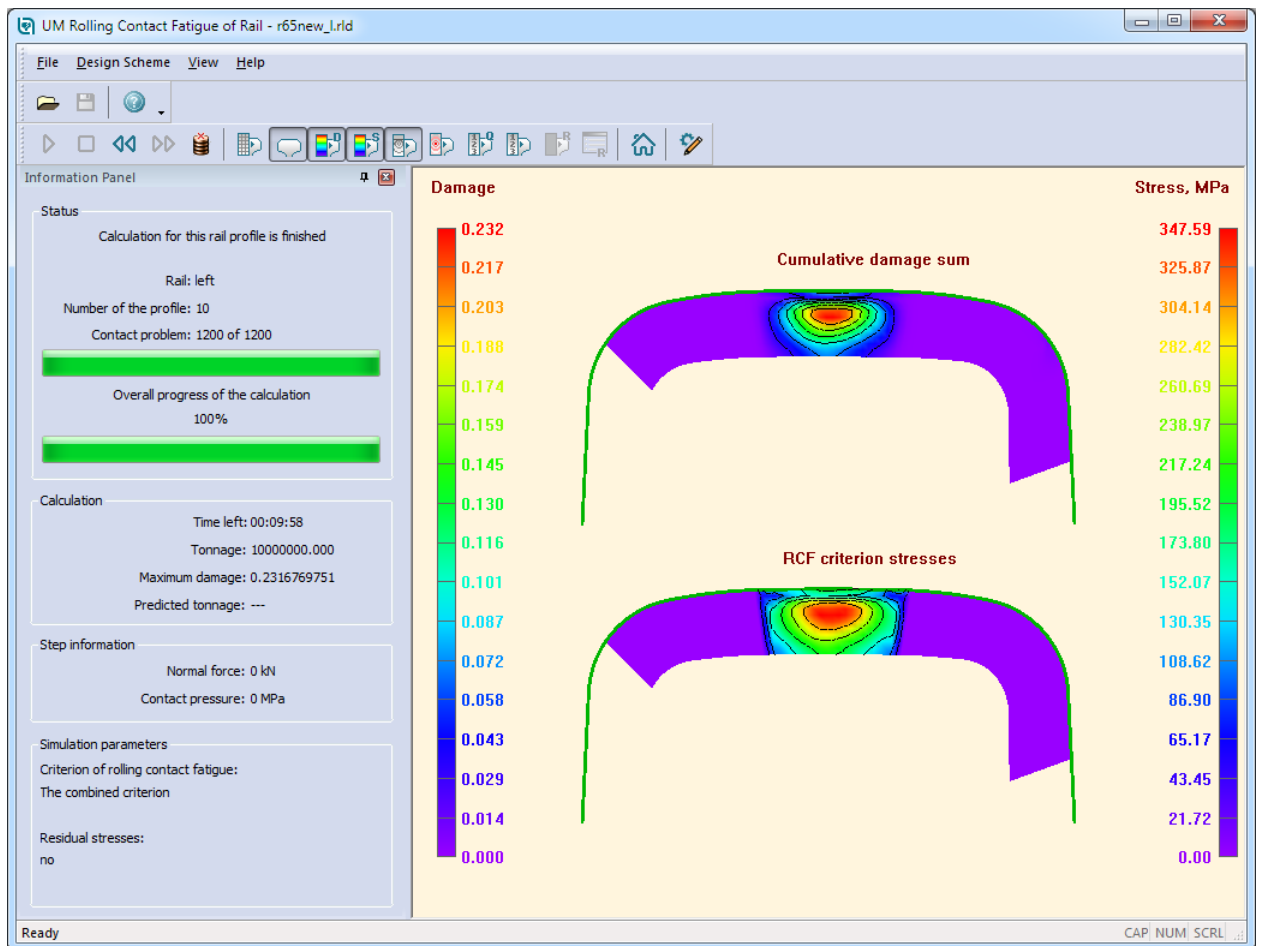 UM Rolling Contact Fatigue of Rail - r65new_l.rld
File Design Scheme View Help
Information Panel
Status
Calculation for this rail profile is finished
Rail: left
Number of the profile: 10
Contact problem: 1200 of 1200
Overall progress of the calculation
100%
Calculation
Time left: 00:09:58
Tonnage: 10000000.000
Maximum damage: 0.2316769751
Predicted tonnage: ---
Step information
Normal force: 0 kN
Contact pressure: 0 MPa
Simulation parameters
Criterion of rolling contact fatigue:
The combined criterion
Residual stresses:
no
Damage
0.232
0.217
0.203
0.188
0.174
0.159
0.145
0.130
0.116
0.101
0.087
0.072
0.058
0.043
0.029
0.014
0.000
Cumulative damage sum
RCF criterion stresses
Stress, MPa
347.59
325.87
304.14
282.42
260.69
238.97
217.24
195.52
173.80
152.07
130.35
108.62
86.90
65.17
43.45
21.72
0.00
Ready
CAP NUM SCRL